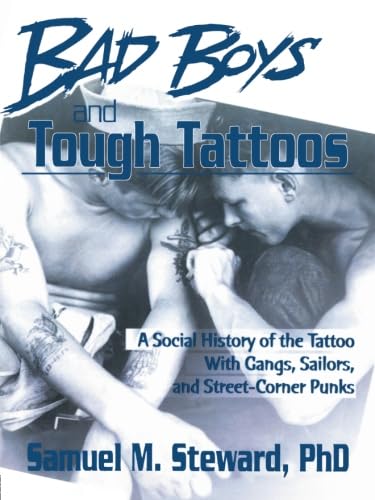 BAD BOYS
and
Tough Tattoos
A Social History of the Tattoo
With Gangs, Sailors,
and Street-Corner Punks
Samuel M. Steward, PhD